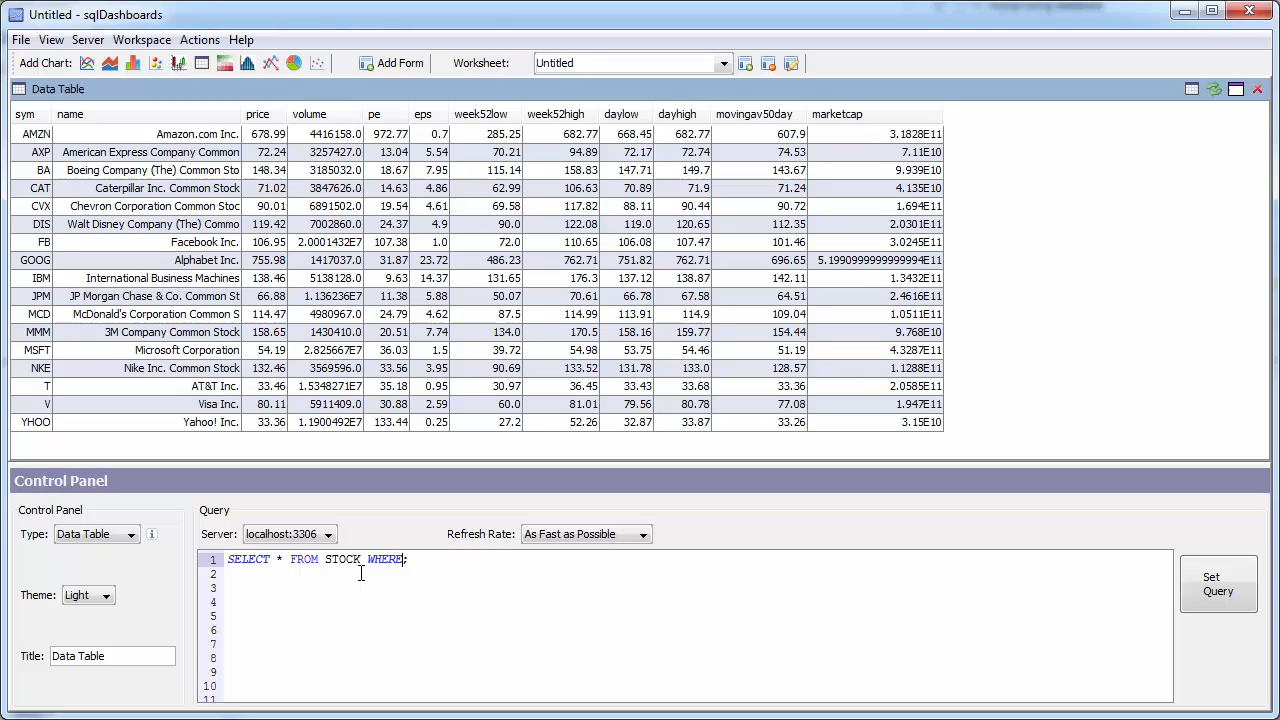 Untitled - sqlDashboards
File View Server Workspace Actions Help
Add Chart: Add Form Worksheet: Untitled
Data Table
sym name price volume pe eps week52low week52high daylow dayhigh movingav50day marketcap
AMZN Amazon.com Inc. 678.99 4416158.0 972.77 0.7 285.25 682.77 668.45 682.77 607.9 3.1828E11
AXP American Express Company Common 72.24 3257427.0 13.04 5.54 70.21 94.89 72.17 72.74 74.53 7.11E10
BA Boeing Company (The) Common Sto 148.34 3185032.0 18.67 7.95 115.14 158.83 147.71 149.7 143.67 9.939E10
CAT Caterpillar Inc. Common Stock 71.02 3847626.0 14.63 4.86 62.99 106.63 70.89 71.9 71.24 4.135E10
CVX Chevron Corporation Common Stoc 90.01 6891502.0 19.54 4.61 69.58 117.82 88.11 90.44 90.72 1.694E11
DIS Walt Disney Company (The) Commo 119.42 7002860.0 24.37 4.9 90.0 122.08 119.0 120.65 112.35 2.0301E11
FB Facebook Inc. 106.95 2.0001432E7 107.38 1.0 72.0 110.65 106.08 107.47 101.46 3.0245E11
GOOG Alphabet Inc. 755.98 1417037.0 31.87 23.72 486.23 762.71 751.82 762.71 696.65 5.1990999999999994E11
IBM International Business Machines 138.46 5138128.0 9.63 14.37 131.65 176.3 137.12 138.87 142.11 1.3432E11
JPM JP Morgan Chase & Co. Common St 66.88 1.136236E7 11.38 5.88 50.07 70.61 66.78 67.58 64.51 2.4616E11
MCD McDonald's Corporation Common S 114.47 4980967.0 24.79 4.62 87.5 114.99 113.91 114.9 109.04 1.0511E11
MMM 3M Company Common Stock 158.65 1430410.0 20.51 7.74 134.0 170.5 158.16 159.77 154.44 9.768E10
MSFT Microsoft Corporation 54.19 2.825667E7 36.03 1.5 39.72 54.98 53.75 54.46 51.19 4.3287E11
NKE Nike Inc. Common Stock 132.46 3569596.0 33.56 3.95 90.69 133.52 131.78 133.0 128.57 1.1288E11
T AT&T Inc. 33.46 1.5348271E7 35.18 0.95 30.97 36.45 33.43 33.68 33.36 2.0585E11
V Visa Inc. 80.11 5911409.0 30.88 2.59 60.0 81.01 79.56 80.78 77.08 1.947E11
YHOO Yahoo! Inc. 33.36 1.1900492E7 133.44 0.25 27.2 52.26 32.87 33.87 33.26 3.15E10
Control Panel
Control Panel Query
Type: Data Table Server: localhost:3306 Refresh Rate: As Fast as Possible
1 SELECT * FROM STOCK WHERE;
2
3
4
5
6
7
8
9
10
11
Theme: Light
Title: Data Table
Set
Query